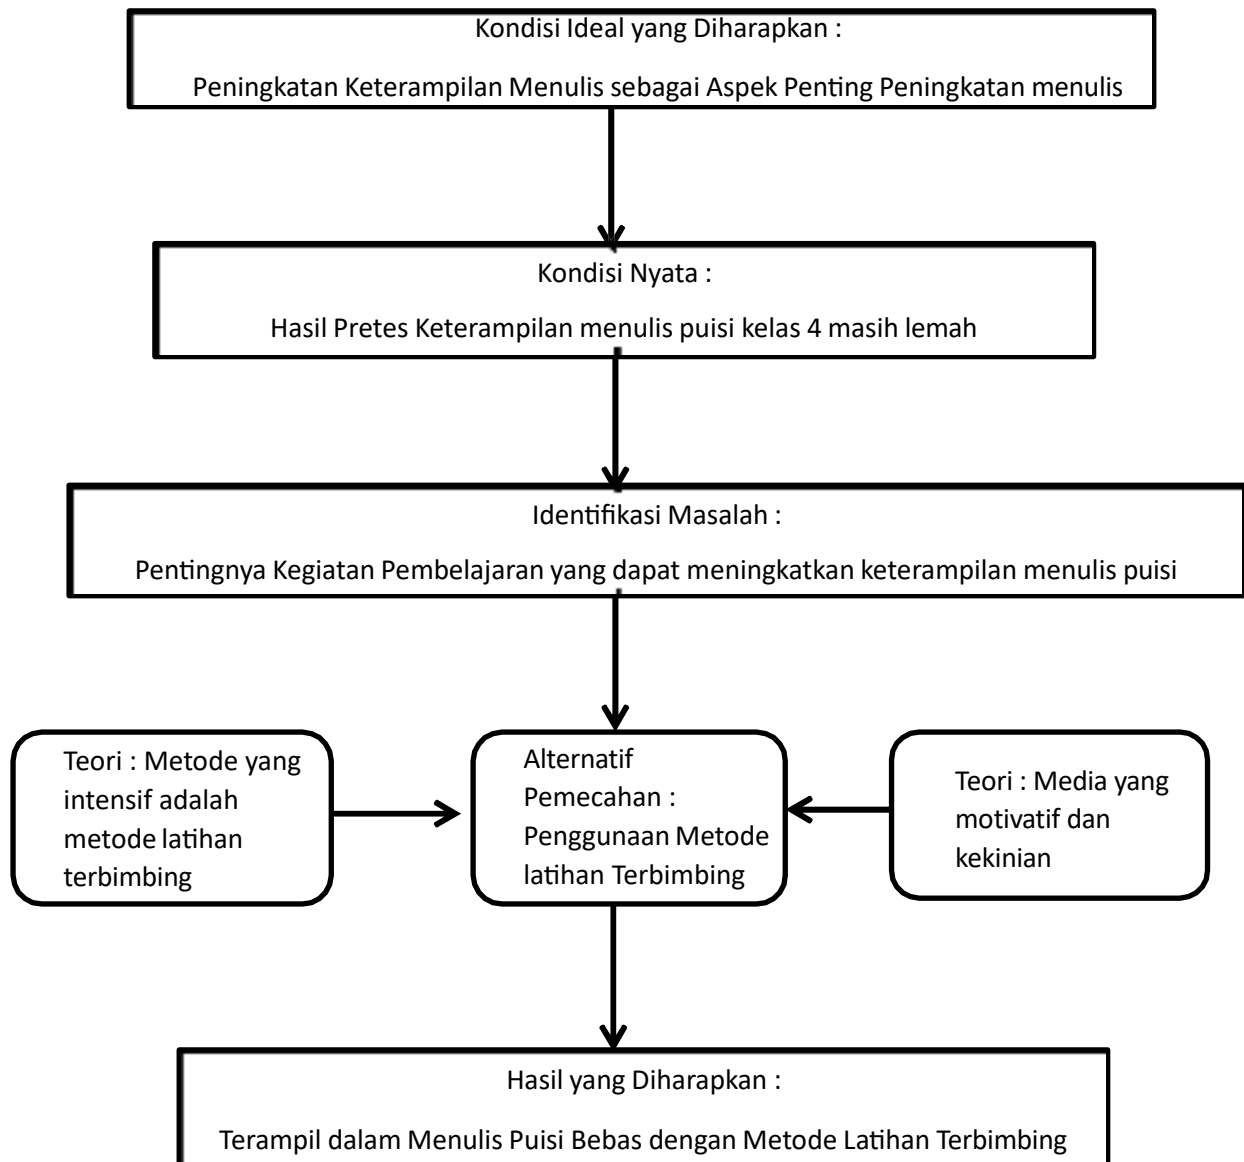 Kondisi Ideal yang Diharapkan :
Peningkatan Keterampilan Menulis sebagai Aspek Penting Peningkatan menulis
Kondisi Nyata :
Hasil Pretes Keterampilan menulis puisi kelas 4 masih lemah
Identifikasi Masalah :
Pentingnya Kegiatan Pembelajaran yang dapat meningkatkan keterampilan menulis puisi
Teori : Metode yang
intensif adalah
metode latihan
terbimbing
Alternatif
Pemecahan :
Penggunaan Metode
latihan Terbimbing
Teori : Media yang
motivatif dan
kekinian
Hasil yang Diharapkan :
Terampil dalam Menulis Puisi Bebas dengan Metode Latihan Terbimbing